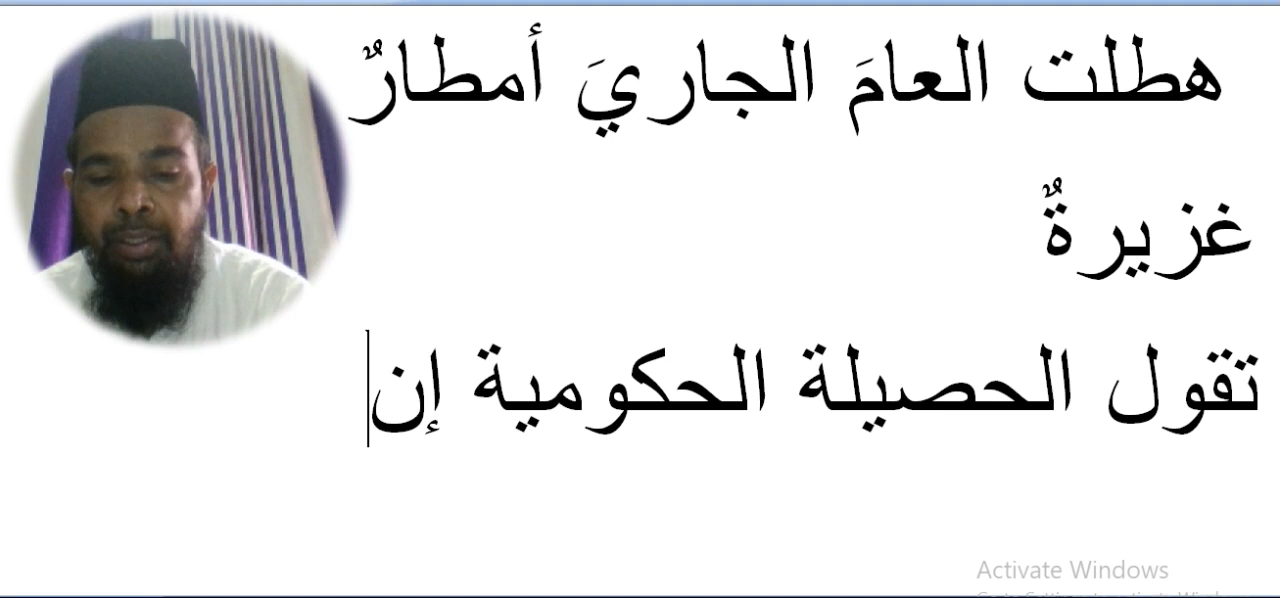 هطلت العامَ الجاريَ أمطارٌ
غزيرةٌ
تقول الحصيلة الحكومية إن
Activate Windows